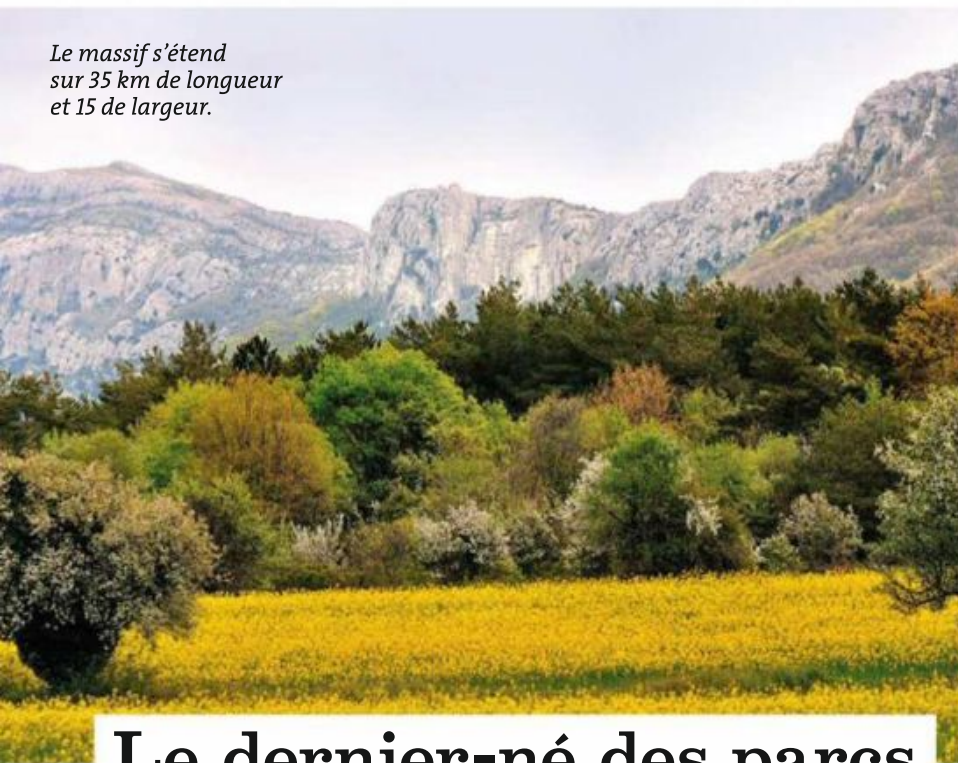 Le massif s’étend
sur 35 km de longueur
et 15 de largeur.
Le dernier-né des parcs